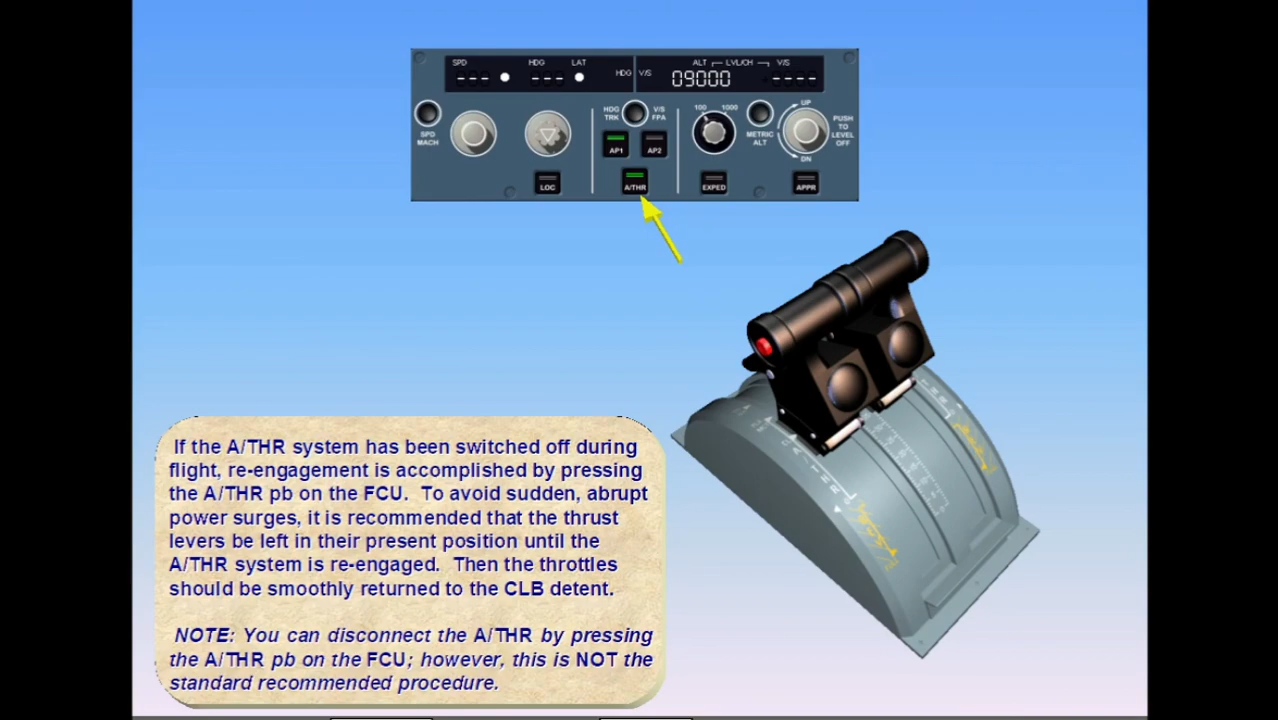 SPD HDG LAT ALT LVL/CH V/S
--- --- HDG V/S 09000 ----
HDG V/S 100 1000 UP
TRK FPA
SPD METRIC PUSH
MACH ALT TO
LEVEL
OFF
AP1 AP2
DN
LOC A/THR EXPED APPR
If the A/THR system has been switched off during
flight, re-engagement is accomplished by pressing
the A/THR pb on the FCU. To avoid sudden, abrupt
power surges, it is recommended that the thrust
levers be left in their present position until the
A/THR system is re-engaged. Then the throttles
should be smoothly returned to the CLB detent.
NOTE: You can disconnect the A/THR by pressing
the A/THR pb on the FCU; however, this is NOT the
standard recommended procedure.